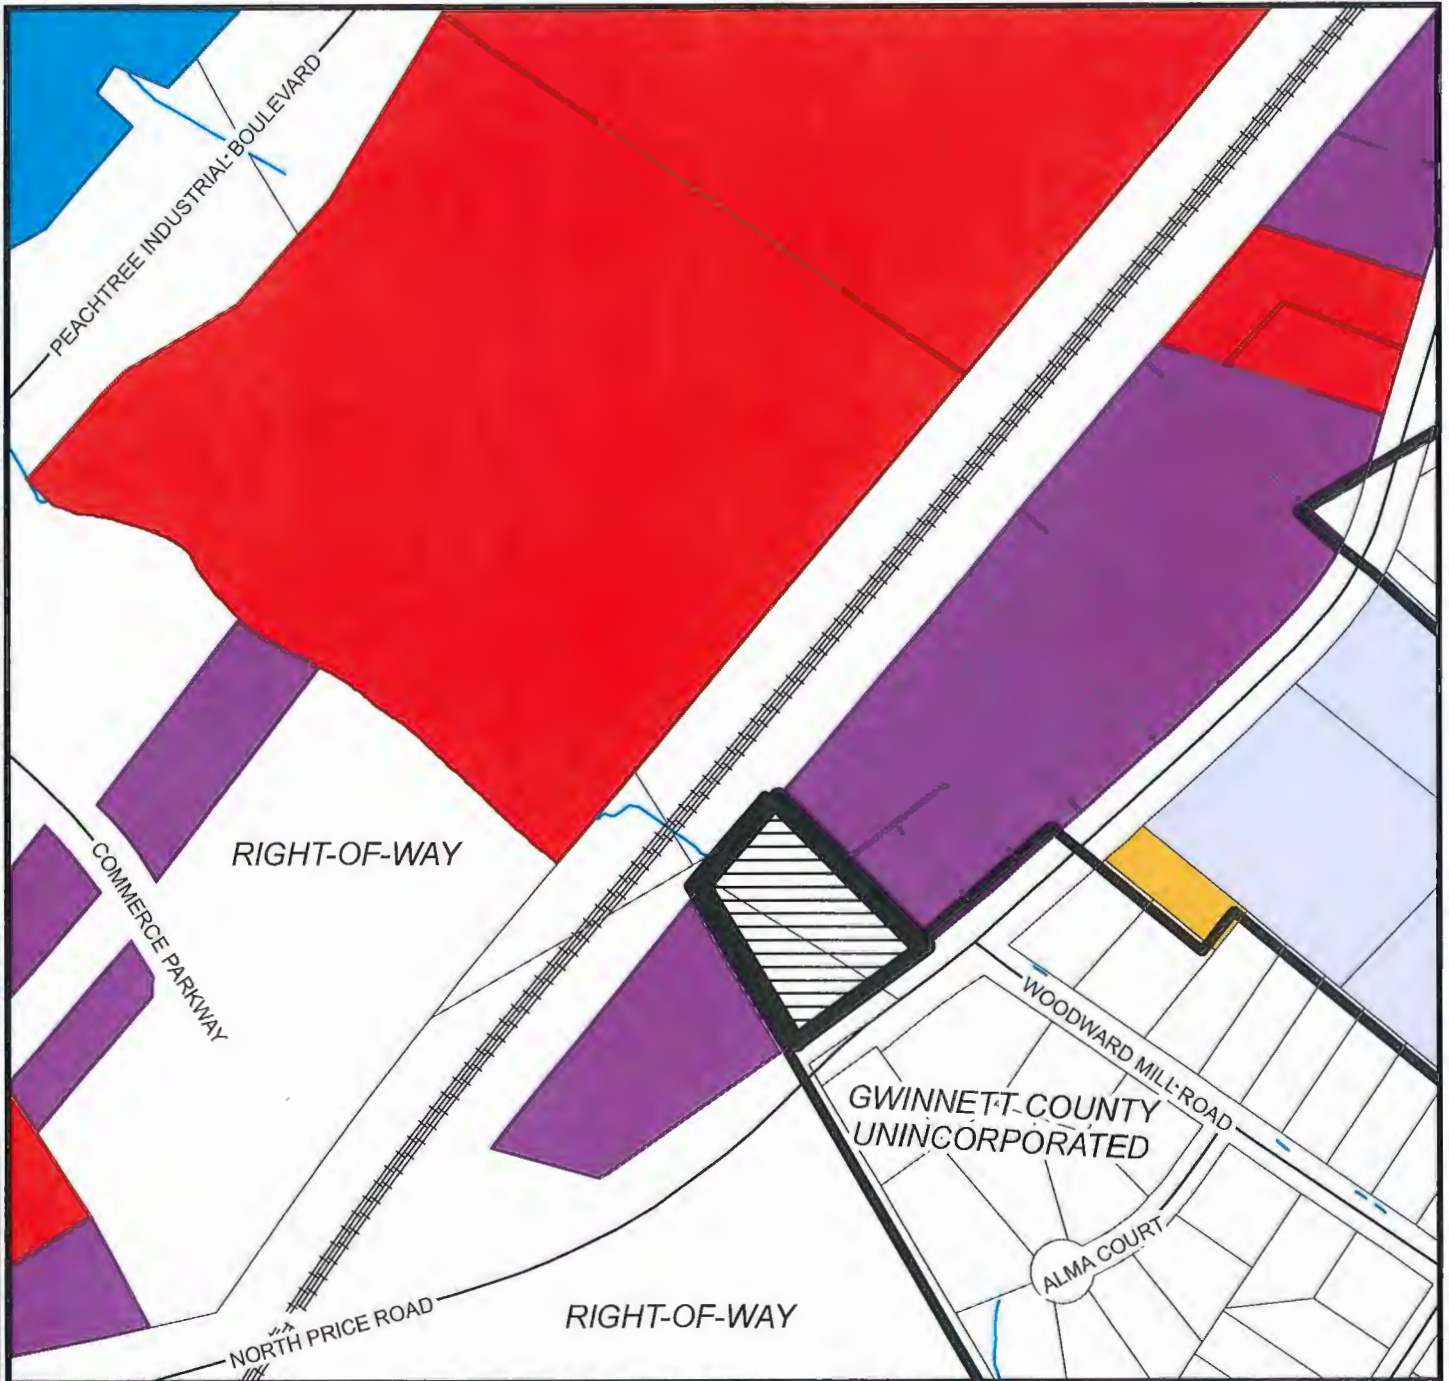 PEACHTREE INDUSTRIAL BOULEVARD
RIGHT-OF-WAY
COMMERCE PARKWAY
WOODWARD MILL ROAD
GWINNETT COUNTY
UNINCORPORATED
ALMA COURT
NORTH PRICE ROAD
RIGHT-OF-WAY